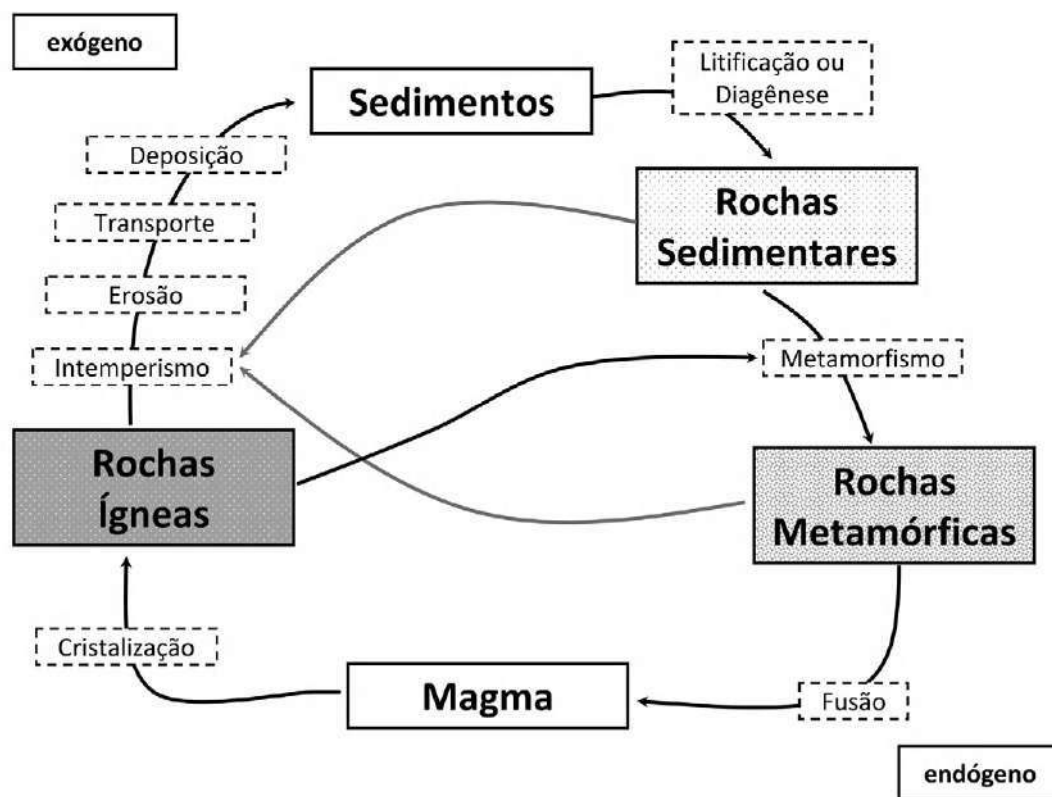 exógeno
Sedimentos
Litificação ou
Diagênese
Deposição
Transporte
Erosão
Intemperismo
Rochas
Sedimentares
Metamorfismo
Rochas
Ígneas
Rochas
Metamórficas
Cristalização
Magma
Fusão
endógeno